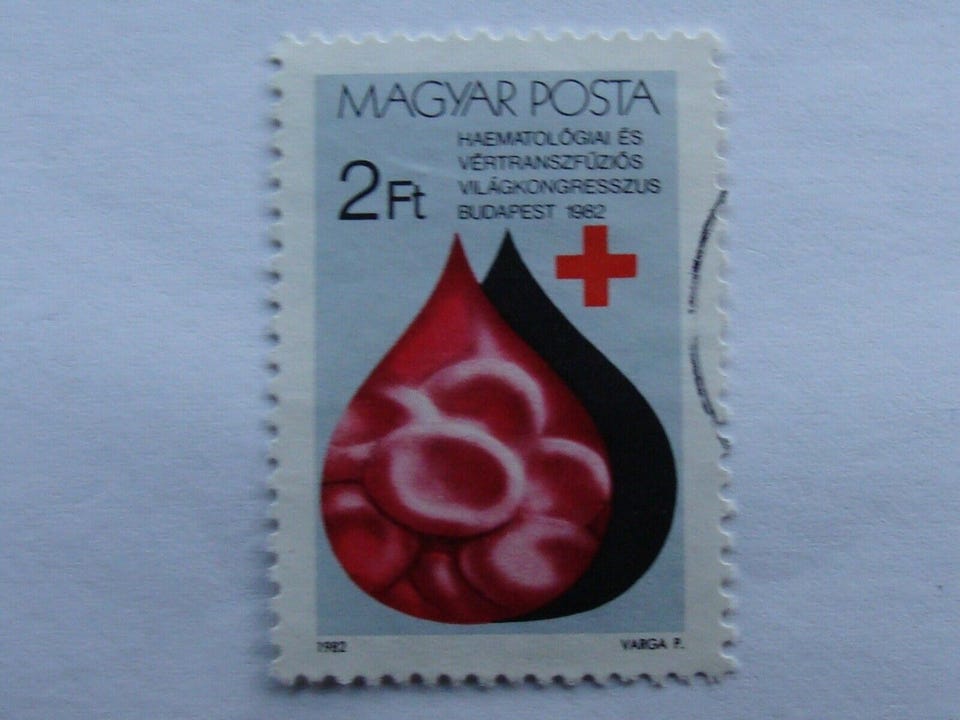 MAGYAR POSTA
HAEMATOLÓGIAI ÉS
VÉRTRANSZFÚZIÓS
VILÁGKONGRESSZUS
BUDAPEST 1982
2Ft
1982
VARGA P.